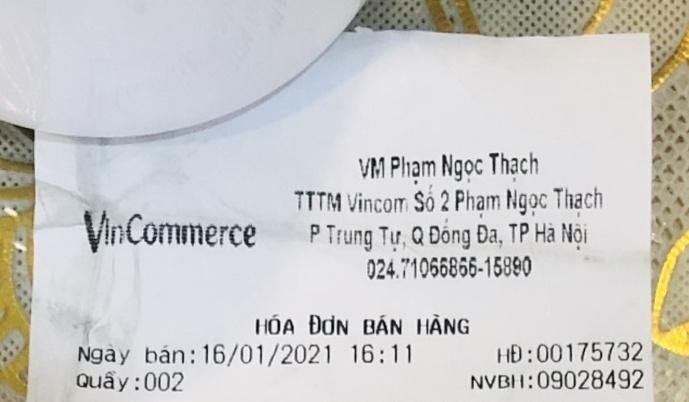 VM Phạm Ngọc Thạch
TTTM Vincom Số 2 Phạm Ngọc Thạch
VinCommerce
P Trung Tự, Q Đống Đa, TP Hà Nội
024.71066866-15890
HÓA ĐƠN BÁN HÀNG
Ngày bán:16/01/2021 16:11 HĐ:00175732
Quầy:002 NVBH:09028492